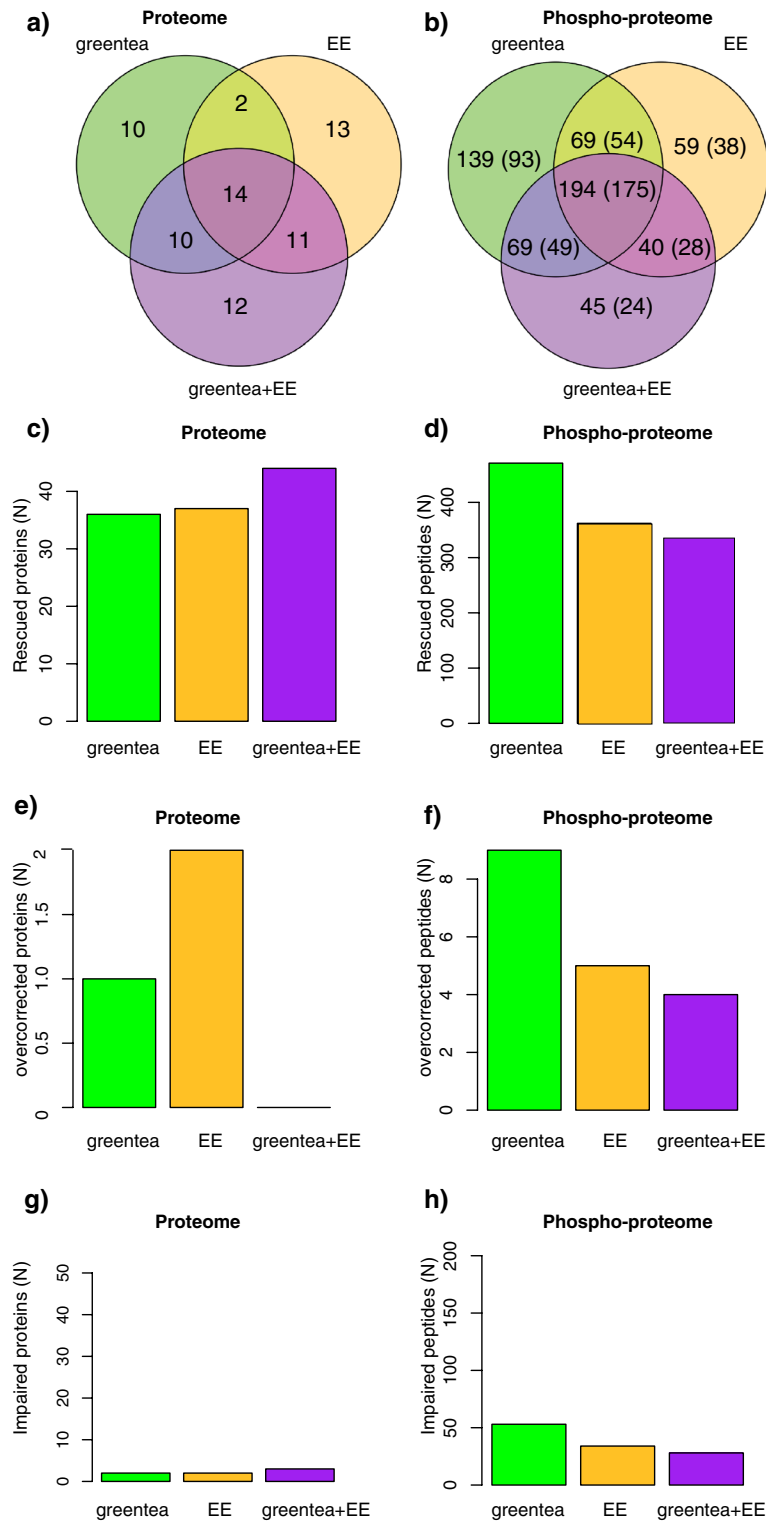 a)
Proteome
greentea
EE
10
2
13
14
10
11
12
greentea+EE
b)
Phospho-proteome
greentea
EE
139 (93)
69 (54)
59 (38)
194 (175)
69 (49)
40 (28)
45 (24)
greentea+EE
c)
Proteome
Rescued proteins (N)
40
30
20
10
0
greentea
EE
greentea+EE
d)
Phospho-proteome
Rescued peptides (N)
400
300
200
100
0
greentea
EE
greentea+EE
e)
Proteome
overcorrected proteins (N)
2
1.5
1.0
0.5
0
greentea
EE
greentea+EE
f)
Phospho-proteome
overcorrected peptides (N)
8
6
4
2
0
greentea
EE
greentea+EE
g)
Proteome
Impaired proteins (N)
50
40
30
20
10
0
greentea
EE
greentea+EE
h)
Phospho-proteome
Impaired peptides (N)
200
150
100
50
0
greentea
EE
greentea+EE